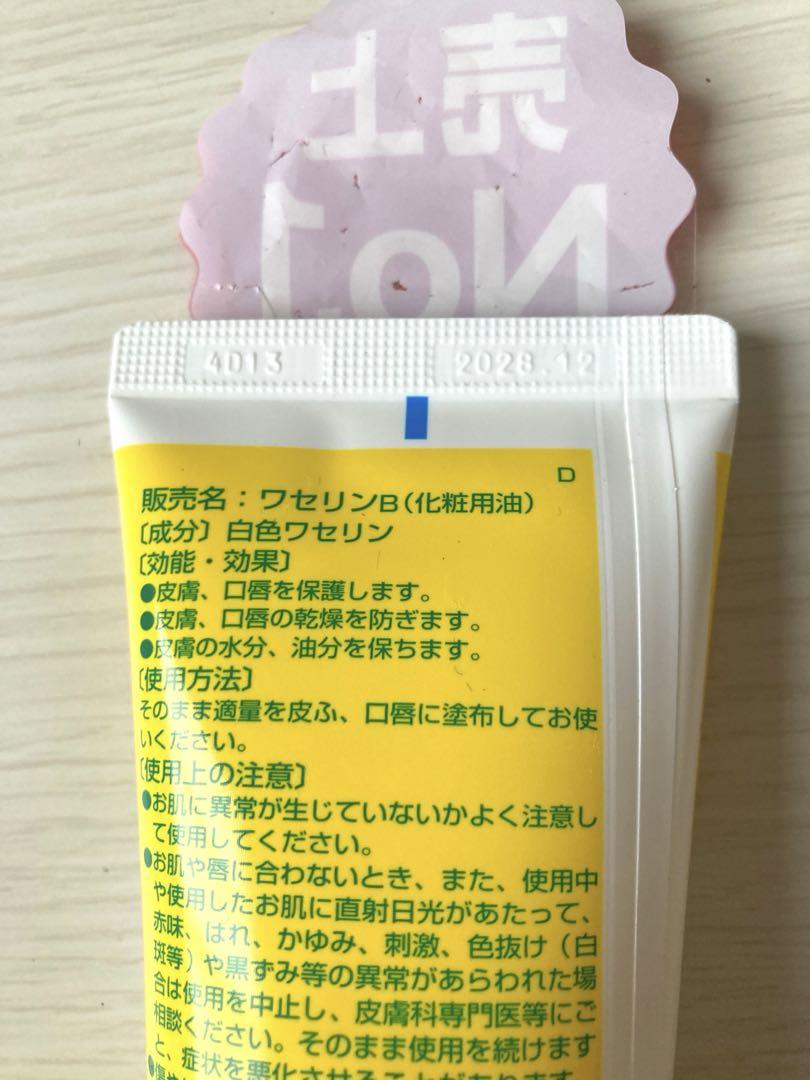 売上
No.1
4D13 2028.12
D
販売名：ワセリンB（化粧用油）
〔成分〕白色ワセリン
〔効能・効果〕
●皮膚、口唇を保護します。
●皮膚、口唇の乾燥を防ぎます。
●皮膚の水分、油分を保ちます。
〔使用方法〕
そのまま適量を皮ふ、口唇に塗布してお使
いください。
〔使用上の注意〕
●お肌に異常が生じていないかよく注意し
て使用してください。
●お肌や唇に合わないとき、また、使用中
や使用したお肌に直射日光があたって、
赤味、はれ、かゆみ、刺激、色抜け（白
斑等）や黒ずみ等の異常があらわれた場
合は使用を中止し、皮膚科専門医等にご
相談ください。そのまま使用を続けます
と、症状を悪化させることがあります。